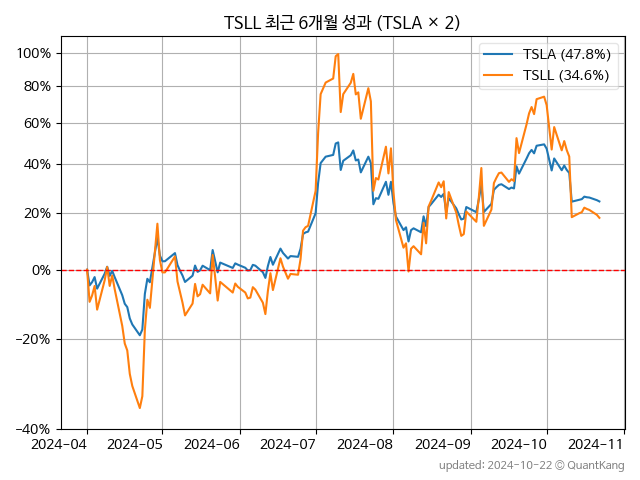 TSLL 최근 6개월 성과 (TSLA × 2)
TSLA (47.8%)
TSLL (34.6%)
100%
80%
60%
40%
20%
0%
−20%
−40%
2024-04 2024-05 2024-06 2024-07 2024-08 2024-09 2024-10 2024-11
updated: 2024-10-22 © QuantKang